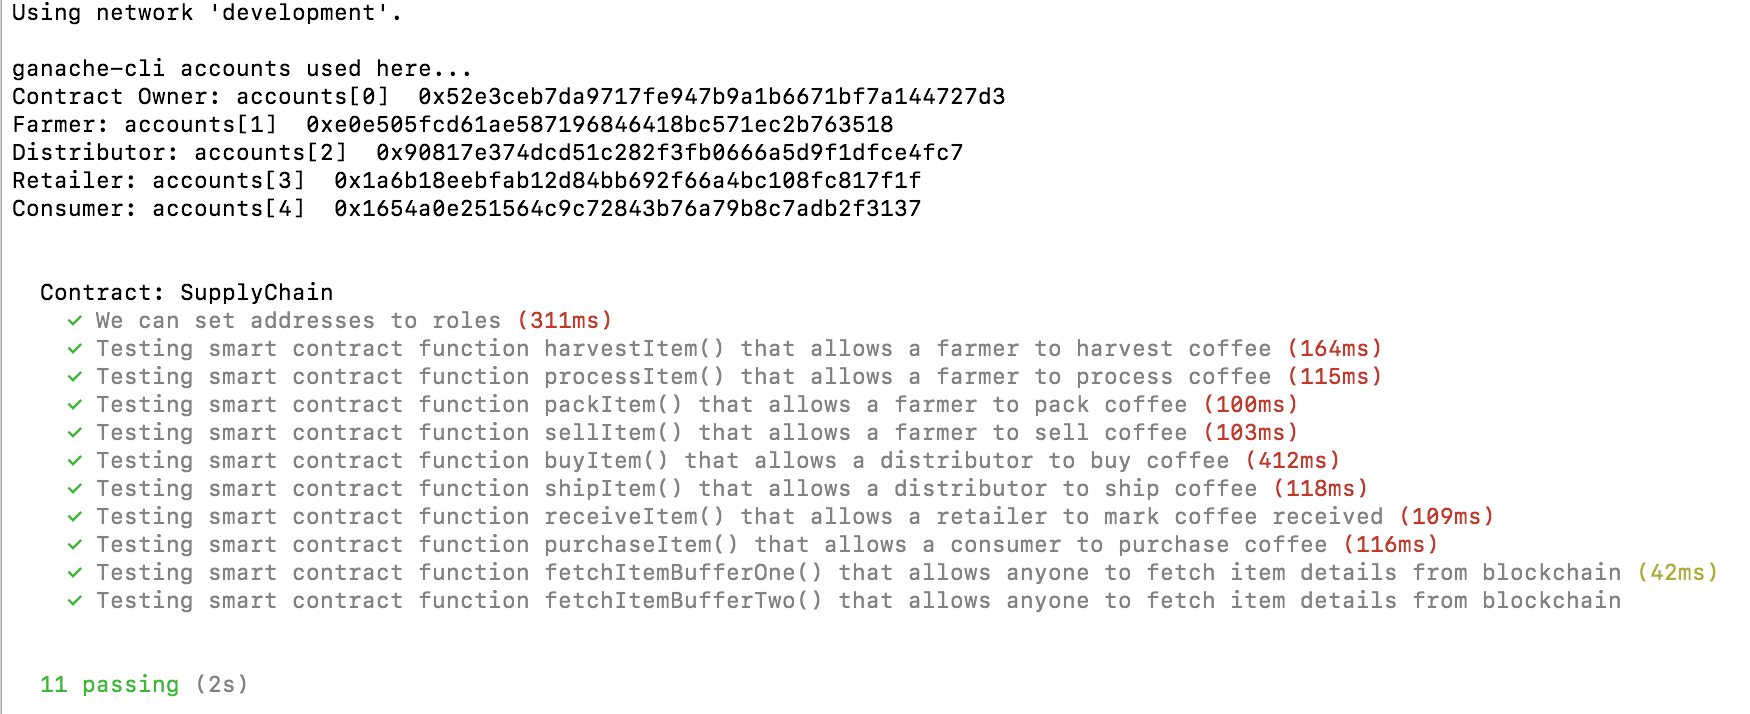 Using network 'development'.
ganache-cli accounts used here...
Contract Owner: accounts[0]  0x52e3ceb7da9717fe947b9a1b6671bf7a144727d3
Farmer: accounts[1]  0xe0e505fcd61ae587196846418bc571ec2b763518
Distributor: accounts[2]  0x90817e374dcd51c282f3fb0666a5d9f1dfce4fc7
Retailer: accounts[3]  0x1a6b18eebfab12d84bb692f66a4bc108fc817f1f
Consumer: accounts[4]  0x1654a0e251564c9c72843b76a79b8c7adb2f3137
Contract: SupplyChain
✓ We can set addresses to roles (311ms)
✓ Testing smart contract function harvestItem() that allows a farmer to harvest coffee (164ms)
✓ Testing smart contract function processItem() that allows a farmer to process coffee (115ms)
✓ Testing smart contract function packItem() that allows a farmer to pack coffee (100ms)
✓ Testing smart contract function sellItem() that allows a farmer to sell coffee (103ms)
✓ Testing smart contract function buyItem() that allows a distributor to buy coffee (412ms)
✓ Testing smart contract function shipItem() that allows a distributor to ship coffee (118ms)
✓ Testing smart contract function receiveItem() that allows a retailer to mark coffee received (109ms)
✓ Testing smart contract function purchaseItem() that allows a consumer to purchase coffee (116ms)
✓ Testing smart contract function fetchItemBufferOne() that allows anyone to fetch item details from blockchain (42ms)
✓ Testing smart contract function fetchItemBufferTwo() that allows anyone to fetch item details from blockchain
11 passing (2s)